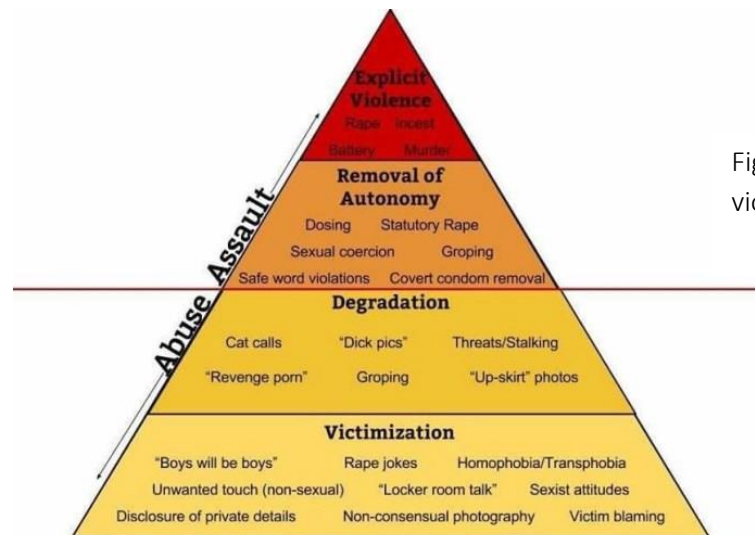 Explicit
Violence
Rape Incest
Battery Murder
Removal of
Autonomy
Dosing Statutory Rape
Sexual coercion Groping
Safe word violations Covert condom removal
Degradation
Cat calls "Dick pics" Threats/Stalking
"Revenge porn" Groping "Up-skirt" photos
Victimization
"Boys will be boys" Rape jokes Homophobia/Transphobia
Unwanted touch (non-sexual) "Locker room talk" Sexist attitudes
Disclosure of private details Non-consensual photography Victim blaming
Abuse Assault